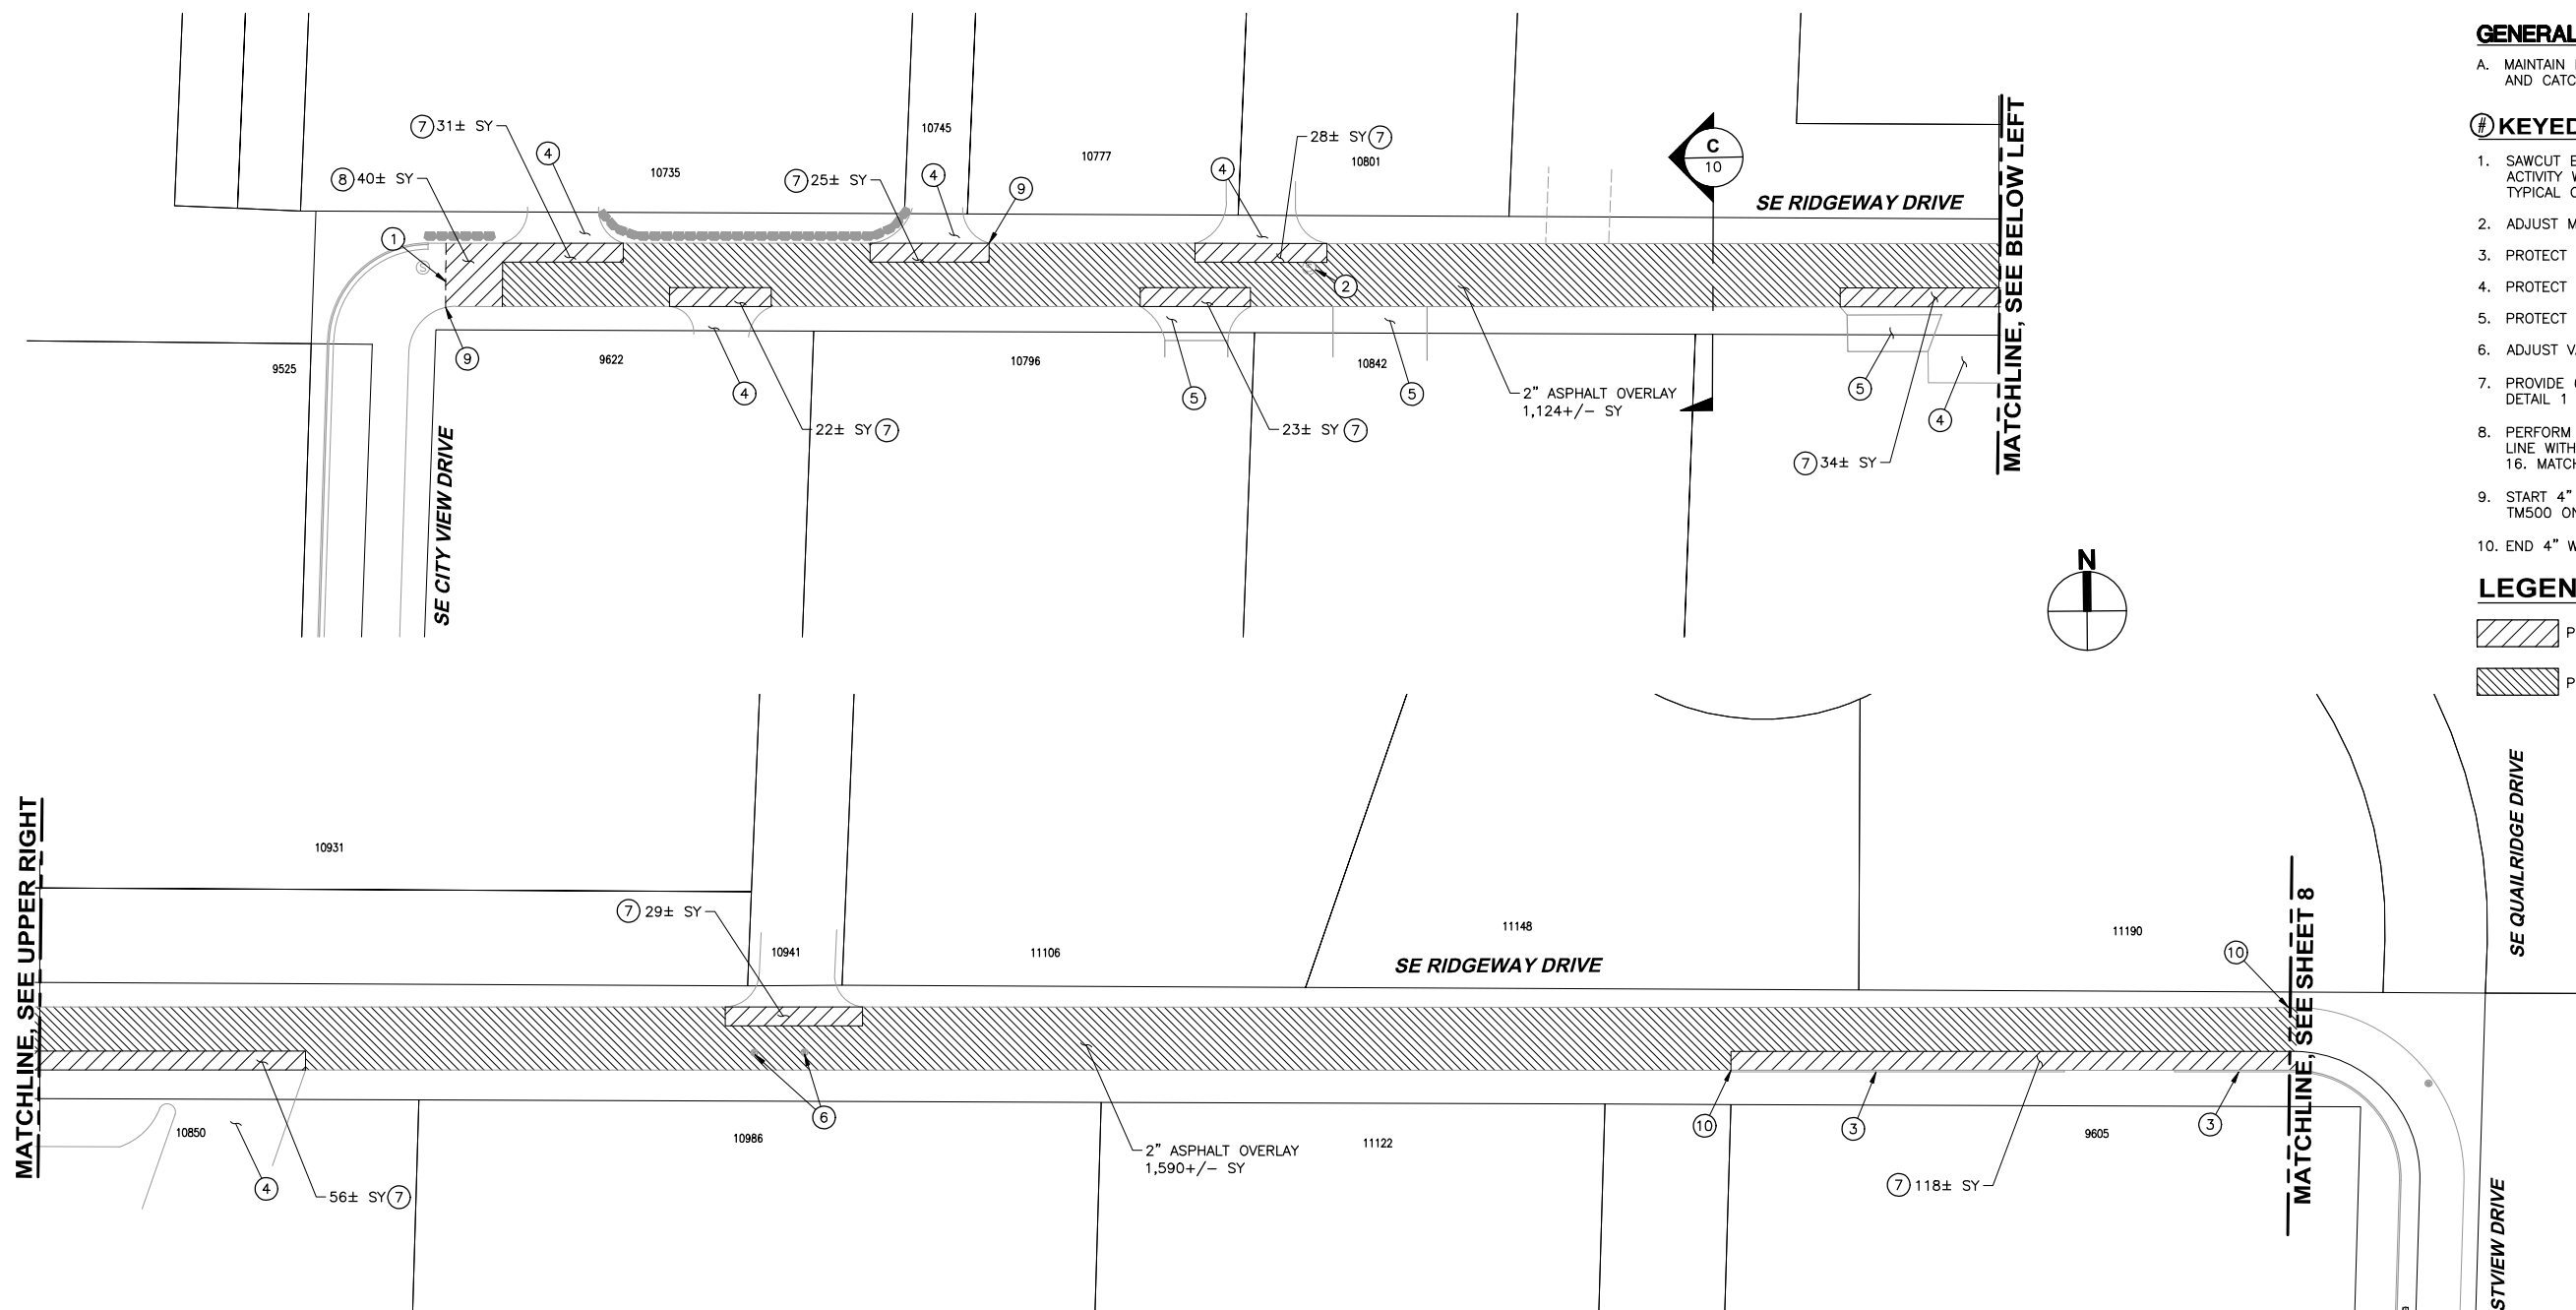 GENERAL
A. MAINTAIN
AND CATC
# KEYED
1. SAWCUT E
ACTIVITY W
TYPICAL C
2. ADJUST M
3. PROTECT
4. PROTECT
5. PROTECT
6. ADJUST V
7. PROVIDE
DETAIL 1
8. PERFORM
LINE WITH
16. MATCH
9. START 4"
TM500 ON
10. END 4" W
LEGEN
P
P
7 31± SY
4
8 40± SY
10735
7 25± SY
10745
4
9
10777
4
28± SY 7
10801
C
10
SE RIDGEWAY DRIVE
MATCHLINE, SEE BELOW LEFT
1
S
2
S
9
9525
9622
4
22± SY 7
10796
5
23± SY 7
10842
5
2" ASPHALT OVERLAY
1,124+/- SY
5
4
7 34± SY
SE CITY VIEW DRIVE
N
MATCHLINE, SEE UPPER RIGHT
10931
7 29± SY
10941
11106
11148
SE RIDGEWAY DRIVE
11190
10
MATCHLINE, SEE SHEET 8
SE QUAILRIDGE DRIVE
10850
4
56± SY 7
10986
6
2" ASPHALT OVERLAY
1,590+/- SY
11122
10
3
9605
3
7 118± SY
STVIEW DRIVE